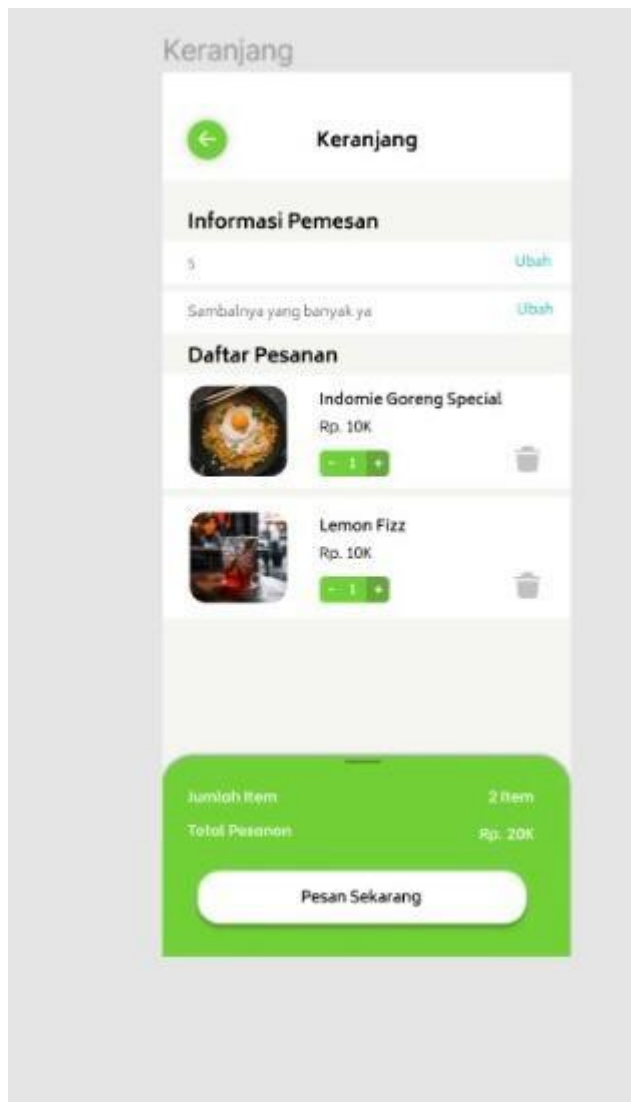 Keranjang
Keranjang
Informasi Pemesan
5 Ubah
Sambalnya yang banyak ya Ubah
Daftar Pesanan
Indomie Goreng Special
Rp. 10K
- 1 +
Lemon Fizz
Rp. 10K
- 1 +
Jumlah Item 2 Item
Total Pesanan Rp. 20K
Pesan Sekarang